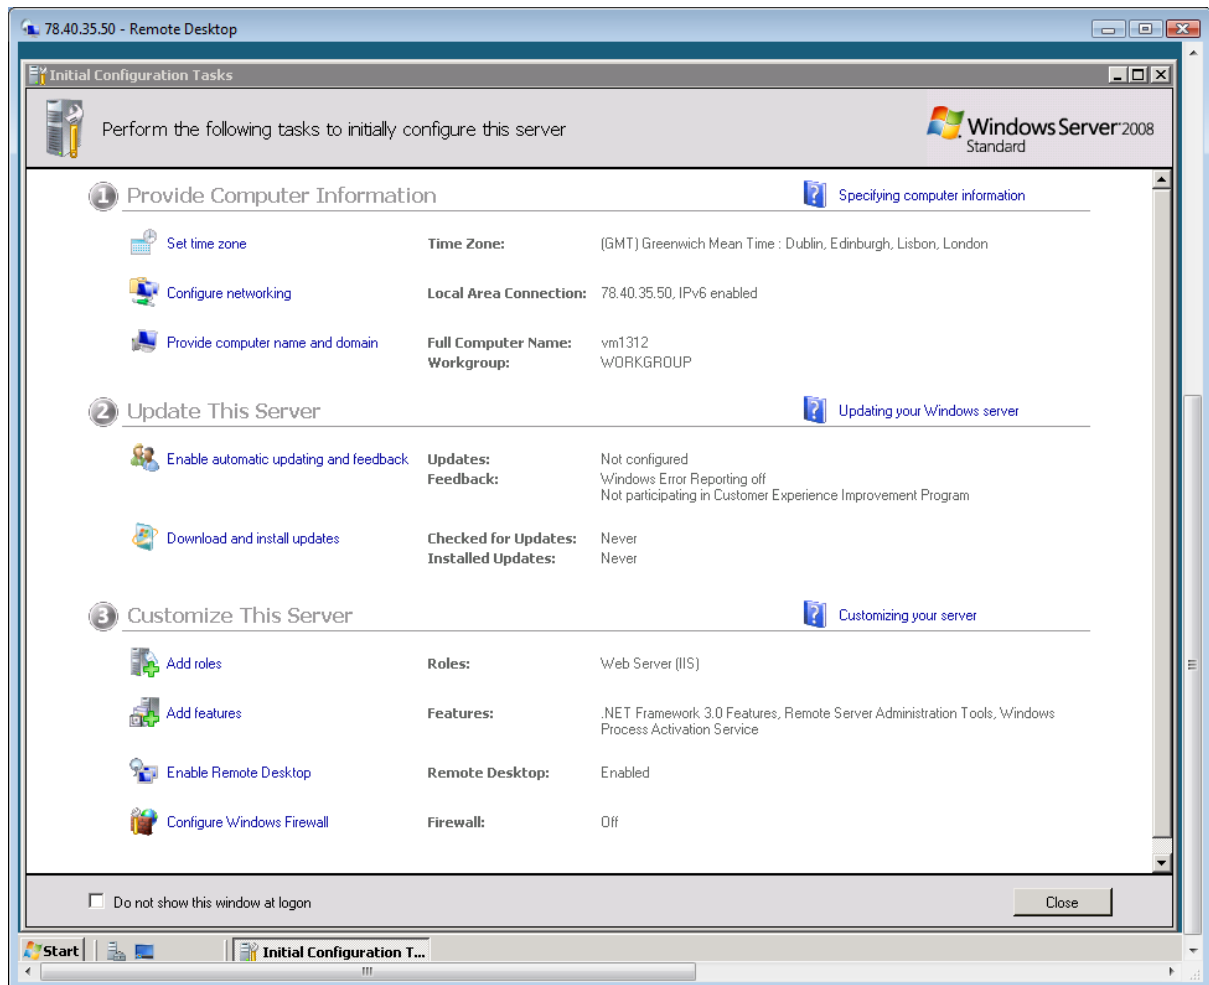 78.40.35.50 - Remote Desktop
Initial Configuration Tasks
Perform the following tasks to initially configure this server
Windows Server 2008
Standard
1 Provide Computer Information
Specifying computer information
Set time zone
Time Zone: (GMT) Greenwich Mean Time : Dublin, Edinburgh, Lisbon, London
Configure networking
Local Area Connection: 78.40.35.50, IPv6 enabled
Provide computer name and domain
Full Computer Name: vm1312
Workgroup: WORKGROUP
2 Update This Server
Updating your Windows server
Enable automatic updating and feedback
Updates: Not configured
Feedback: Windows Error Reporting off
Not participating in Customer Experience Improvement Program
Download and install updates
Checked for Updates: Never
Installed Updates: Never
3 Customize This Server
Customizing your server
Add roles
Roles: Web Server (IIS)
Add features
Features: .NET Framework 3.0 Features, Remote Server Administration Tools, Windows
Process Activation Service
Enable Remote Desktop
Remote Desktop: Enabled
Configure Windows Firewall
Firewall: Off
Do not show this window at logon
Close
Start
Initial Configuration T...